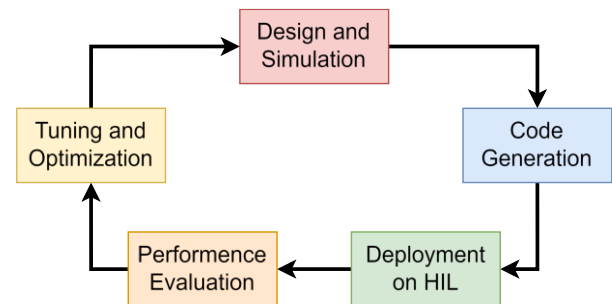 Design and
Simulation
Code
Generation
Deployment
on HIL
Performence
Evaluation
Tuning and
Optimization